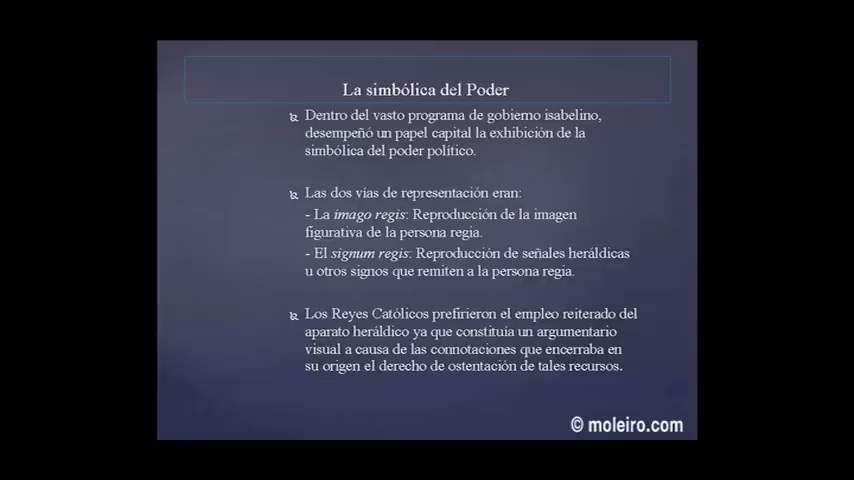 La simbólica del Poder
Dentro del vasto programa de gobierno isabelino,
desempeñó un papel capital la exhibición de la
simbólica del poder político.
Las dos vías de representación eran:
- La imago regis: Reproducción de la imagen
figurativa de la persona regia.
- El signum regis: Reproducción de señales heráldicas
u otros signos que remiten a la persona regia.
Los Reyes Católicos prefirieron el empleo reiterado del
aparato heráldico ya que constituía un argumentario
visual a causa de las connotaciones que encerraba en
su origen el derecho de ostentación de tales recursos.
© moleiro.com